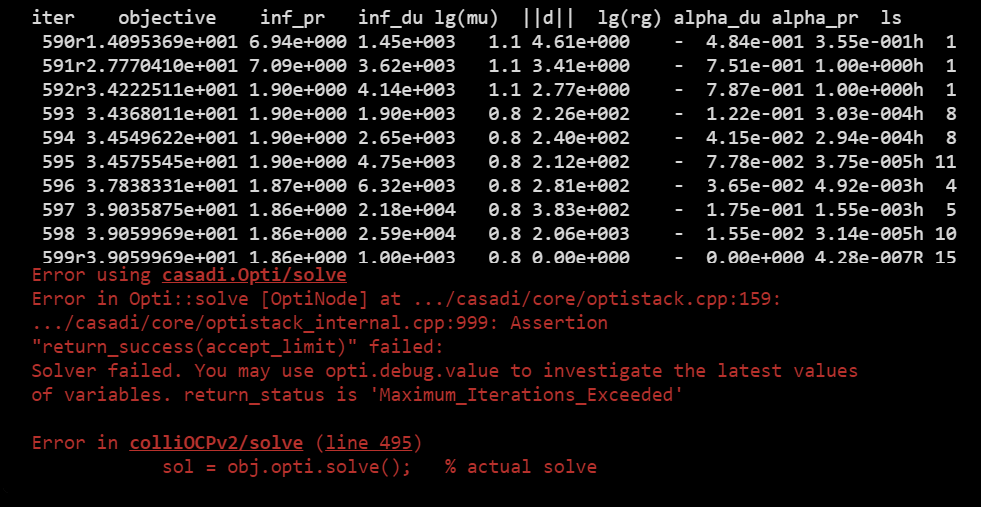 iter    objective    inf_pr   inf_du lg(mu)  ||d||  lg(rg) alpha_du alpha_pr  ls
 590r1.4095369e+001 6.94e+000 1.45e+003   1.1 4.61e+000    -  4.84e-001 3.55e-001h  1
 591r2.7770410e+001 7.09e+000 3.62e+003   1.1 3.41e+000    -  7.51e-001 1.00e+000h  1
 592r3.4222511e+001 1.90e+000 4.14e+003   1.1 2.77e+000    -  7.87e-001 1.00e+000h  1
 593 3.4368011e+001 1.90e+000 1.90e+003   0.8 2.26e+002    -  1.22e-001 3.03e-004h  8
 594 3.4549622e+001 1.90e+000 2.65e+003   0.8 2.40e+002    -  4.15e-002 2.94e-004h  8
 595 3.4575545e+001 1.90e+000 4.75e+003   0.8 2.12e+002    -  7.78e-002 3.75e-005h 11
 596 3.7838331e+001 1.87e+000 6.32e+003   0.8 2.81e+002    -  3.65e-002 4.92e-003h  4
 597 3.9035875e+001 1.86e+000 2.18e+004   0.8 3.83e+002    -  1.75e-001 1.55e-003h  5
 598 3.9059969e+001 1.86e+000 2.59e+004   0.8 2.06e+003    -  1.55e-002 3.14e-005h 10
 599r3.9059969e+001 1.86e+000 1.00e+003   0.8 0.00e+000    -  0.00e+000 4.28e-007R 15
Error using casadi.Opti/solve
Error in Opti::solve [OptiNode] at .../casadi/core/optistack.cpp:159:
.../casadi/core/optistack_internal.cpp:999: Assertion
"return_success(accept_limit)" failed:
Solver failed. You may use opti.debug.value to investigate the latest values
of variables. return_status is 'Maximum_Iterations_Exceeded'
Error in colliOCPv2/solve (line 495)
            sol = obj.opti.solve();   % actual solve